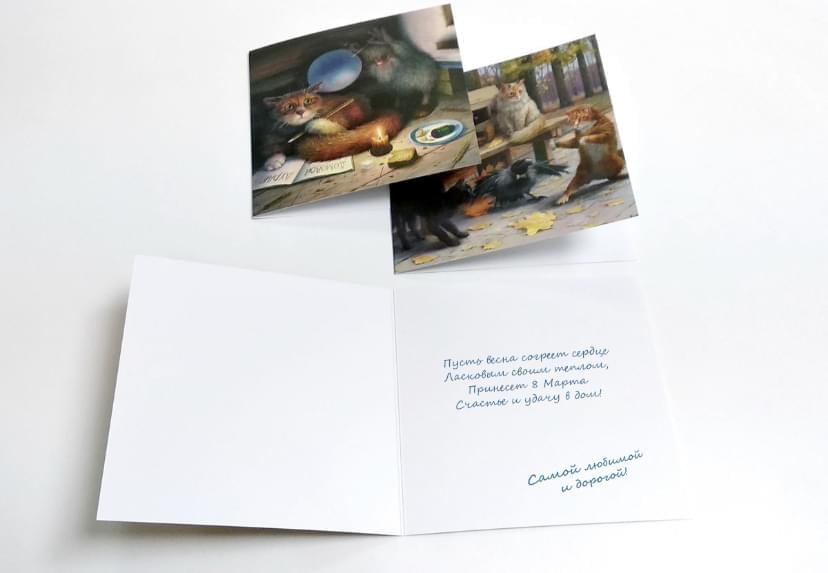 Пусть весна согреет сердце
Ласковым своим теплом,
Принесет 8 Марта
Счастье и удачу в дом!
Самой любимой
и дорогой!